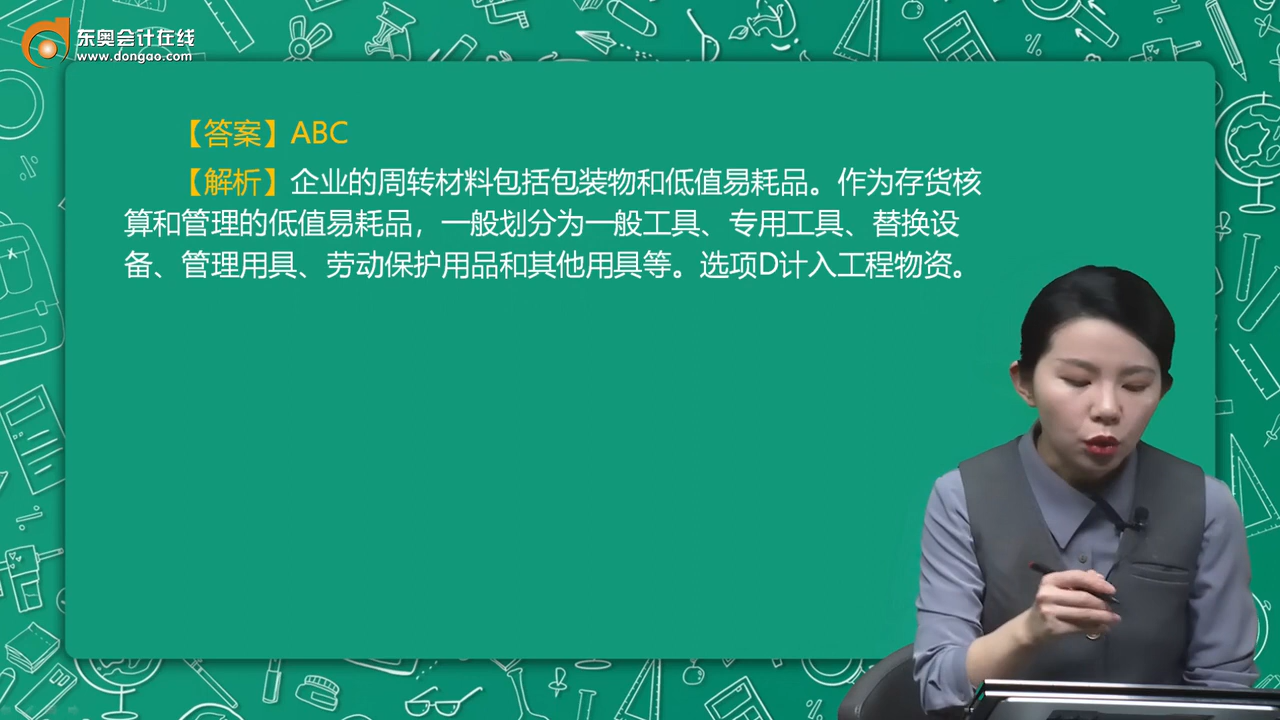 东奥会计在线
www.dongao.com
【答案】ABC
【解析】企业的周转材料包括包装物和低值易耗品。作为存货核
算和管理的低值易耗品，一般划分为一般工具、专用工具、替换设
备、管理用具、劳动保护用品和其他用具等。选项D计入工程物资。